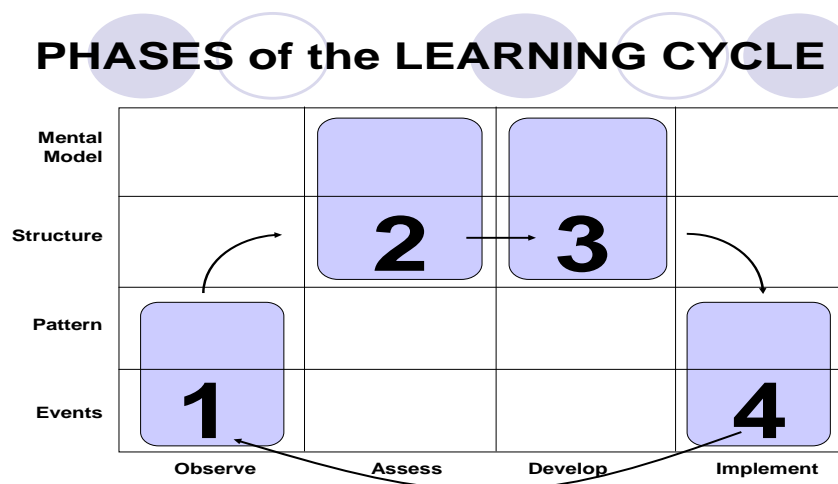 PHASES of the LEARNING CYCLE
Mental
Model
Structure
2
3
Pattern
Events
1
4
Observe
Assess
Develop
Implement